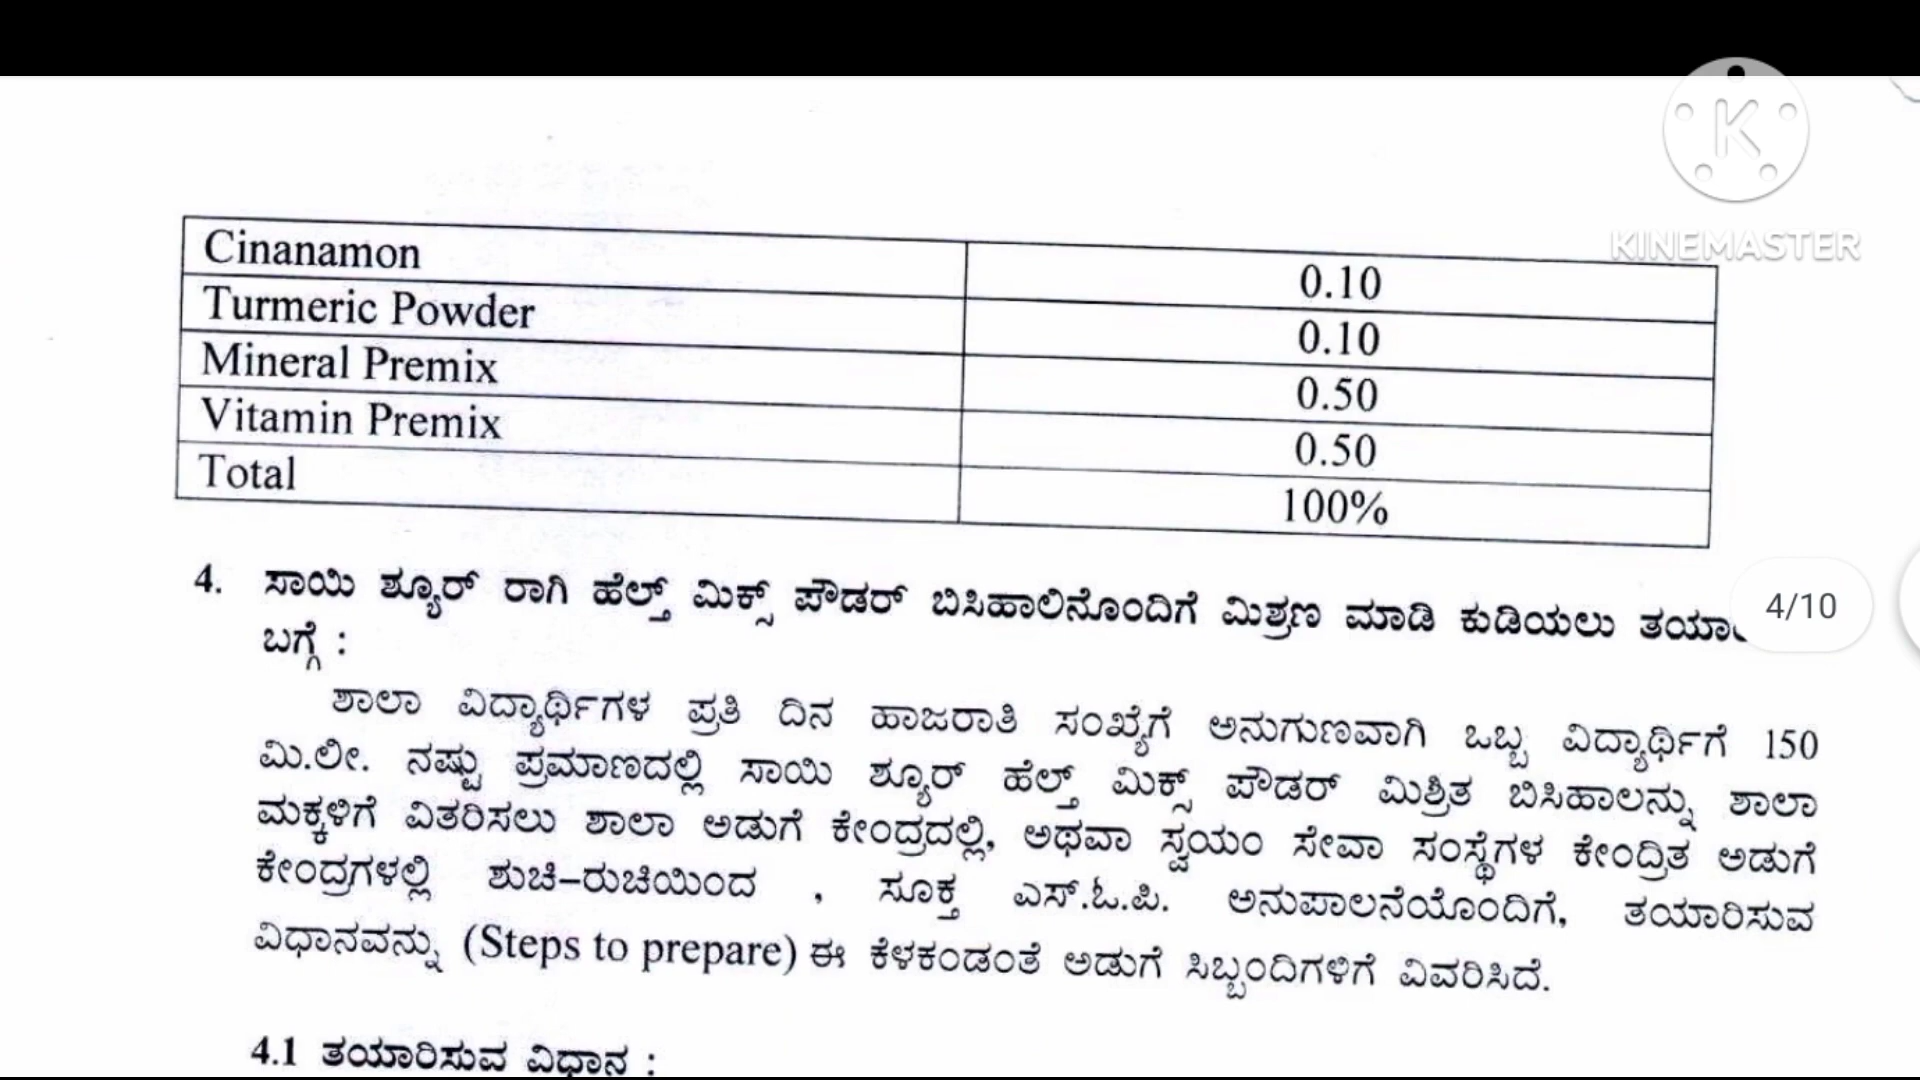 KINEMASTER
Cinanamon 0.10
Turmeric Powder 0.10
Mineral Premix 0.50
Vitamin Premix 0.50
Total 100%
4. ಸಾಯಿ ಶ್ಯೂರ್ ರಾಗಿ ಹೆಲ್ತ್ ಮಿಕ್ಸ್ ಪೌಡರ್ ಬಿಸಿಹಾಲಿನೊಂದಿಗೆ ಮಿಶ್ರಣ ಮಾಡಿ ಕುಡಿಯಲು
4/10
ಬಗ್ಗೆ :
ಶಾಲಾ ವಿದ್ಯಾರ್ಥಿಗಳ ಪ್ರತಿ ದಿನ ಹಾಜರಾತಿ ಸಂಖ್ಯೆಗೆ ಅನುಗುಣವಾಗಿ ಒಬ್ಬ ವಿದ್ಯಾರ್ಥಿಗೆ 150
ಮಿ.ಲೀ. ನಷ್ಟು ಪ್ರಮಾಣದಲ್ಲಿ ಸಾಯಿ ಶ್ಯೂರ್ ಹೆಲ್ತ್ ಮಿಕ್ಸ್ ಪೌಡರ್ ಮಿಶ್ರಿತ ಬಿಸಿಹಾಲನ್ನು ಶಾಲಾ
ಮಕ್ಕಳಿಗೆ ವಿತರಿಸಲು ಶಾಲಾ ಅಡುಗೆ ಕೇಂದ್ರದಲ್ಲಿ, ಅಥವಾ ಸ್ವಯಂ ಸೇವಾ ಸಂಸ್ಥೆಗಳ ಕೇಂದ್ರಿತ ಅಡುಗೆ
ಕೇಂದ್ರಗಳಲ್ಲಿ ಶುಚಿ–ರುಚಿಯಿಂದ , ಸೂಕ್ತ ಎಸ್.ಓ.ಪಿ. ಅನುಪಾಲನೆಯೊಂದಿಗೆ, ತಯಾರಿಸುವ
ವಿಧಾನವನ್ನು (Steps to prepare) ಈ ಕೆಳಕಂಡಂತೆ ಅಡುಗೆ ಸಿಬ್ಬಂದಿಗಳಿಗೆ ವಿವರಿಸಿದೆ.
4.1 ತಯಾರಿಸುವ ವಿಧಾನ :